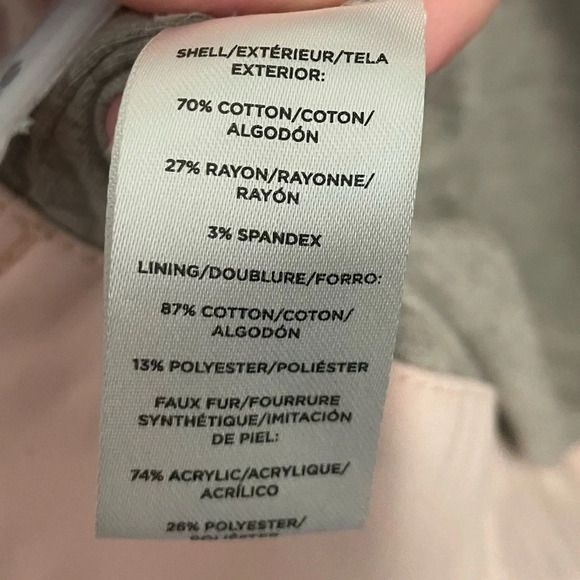 SHELL/EXTÉRIEUR/TELA
EXTERIOR:
70% COTTON/COTON/
ALGODÓN
27% RAYON/RAYONNE/
RAYÓN
3% SPANDEX
LINING/DOUBLURE/FORRO:
87% COTTON/COTON/
ALGODÓN
13% POLYESTER/POLIÉSTER
FAUX FUR/FOURRURE
SYNTHÉTIQUE/IMITACIÓN
DE PIEL:
74% ACRYLIC/ACRYLIQUE/
ACRÍLICO
26% POLYESTER/
POLIÉSTER